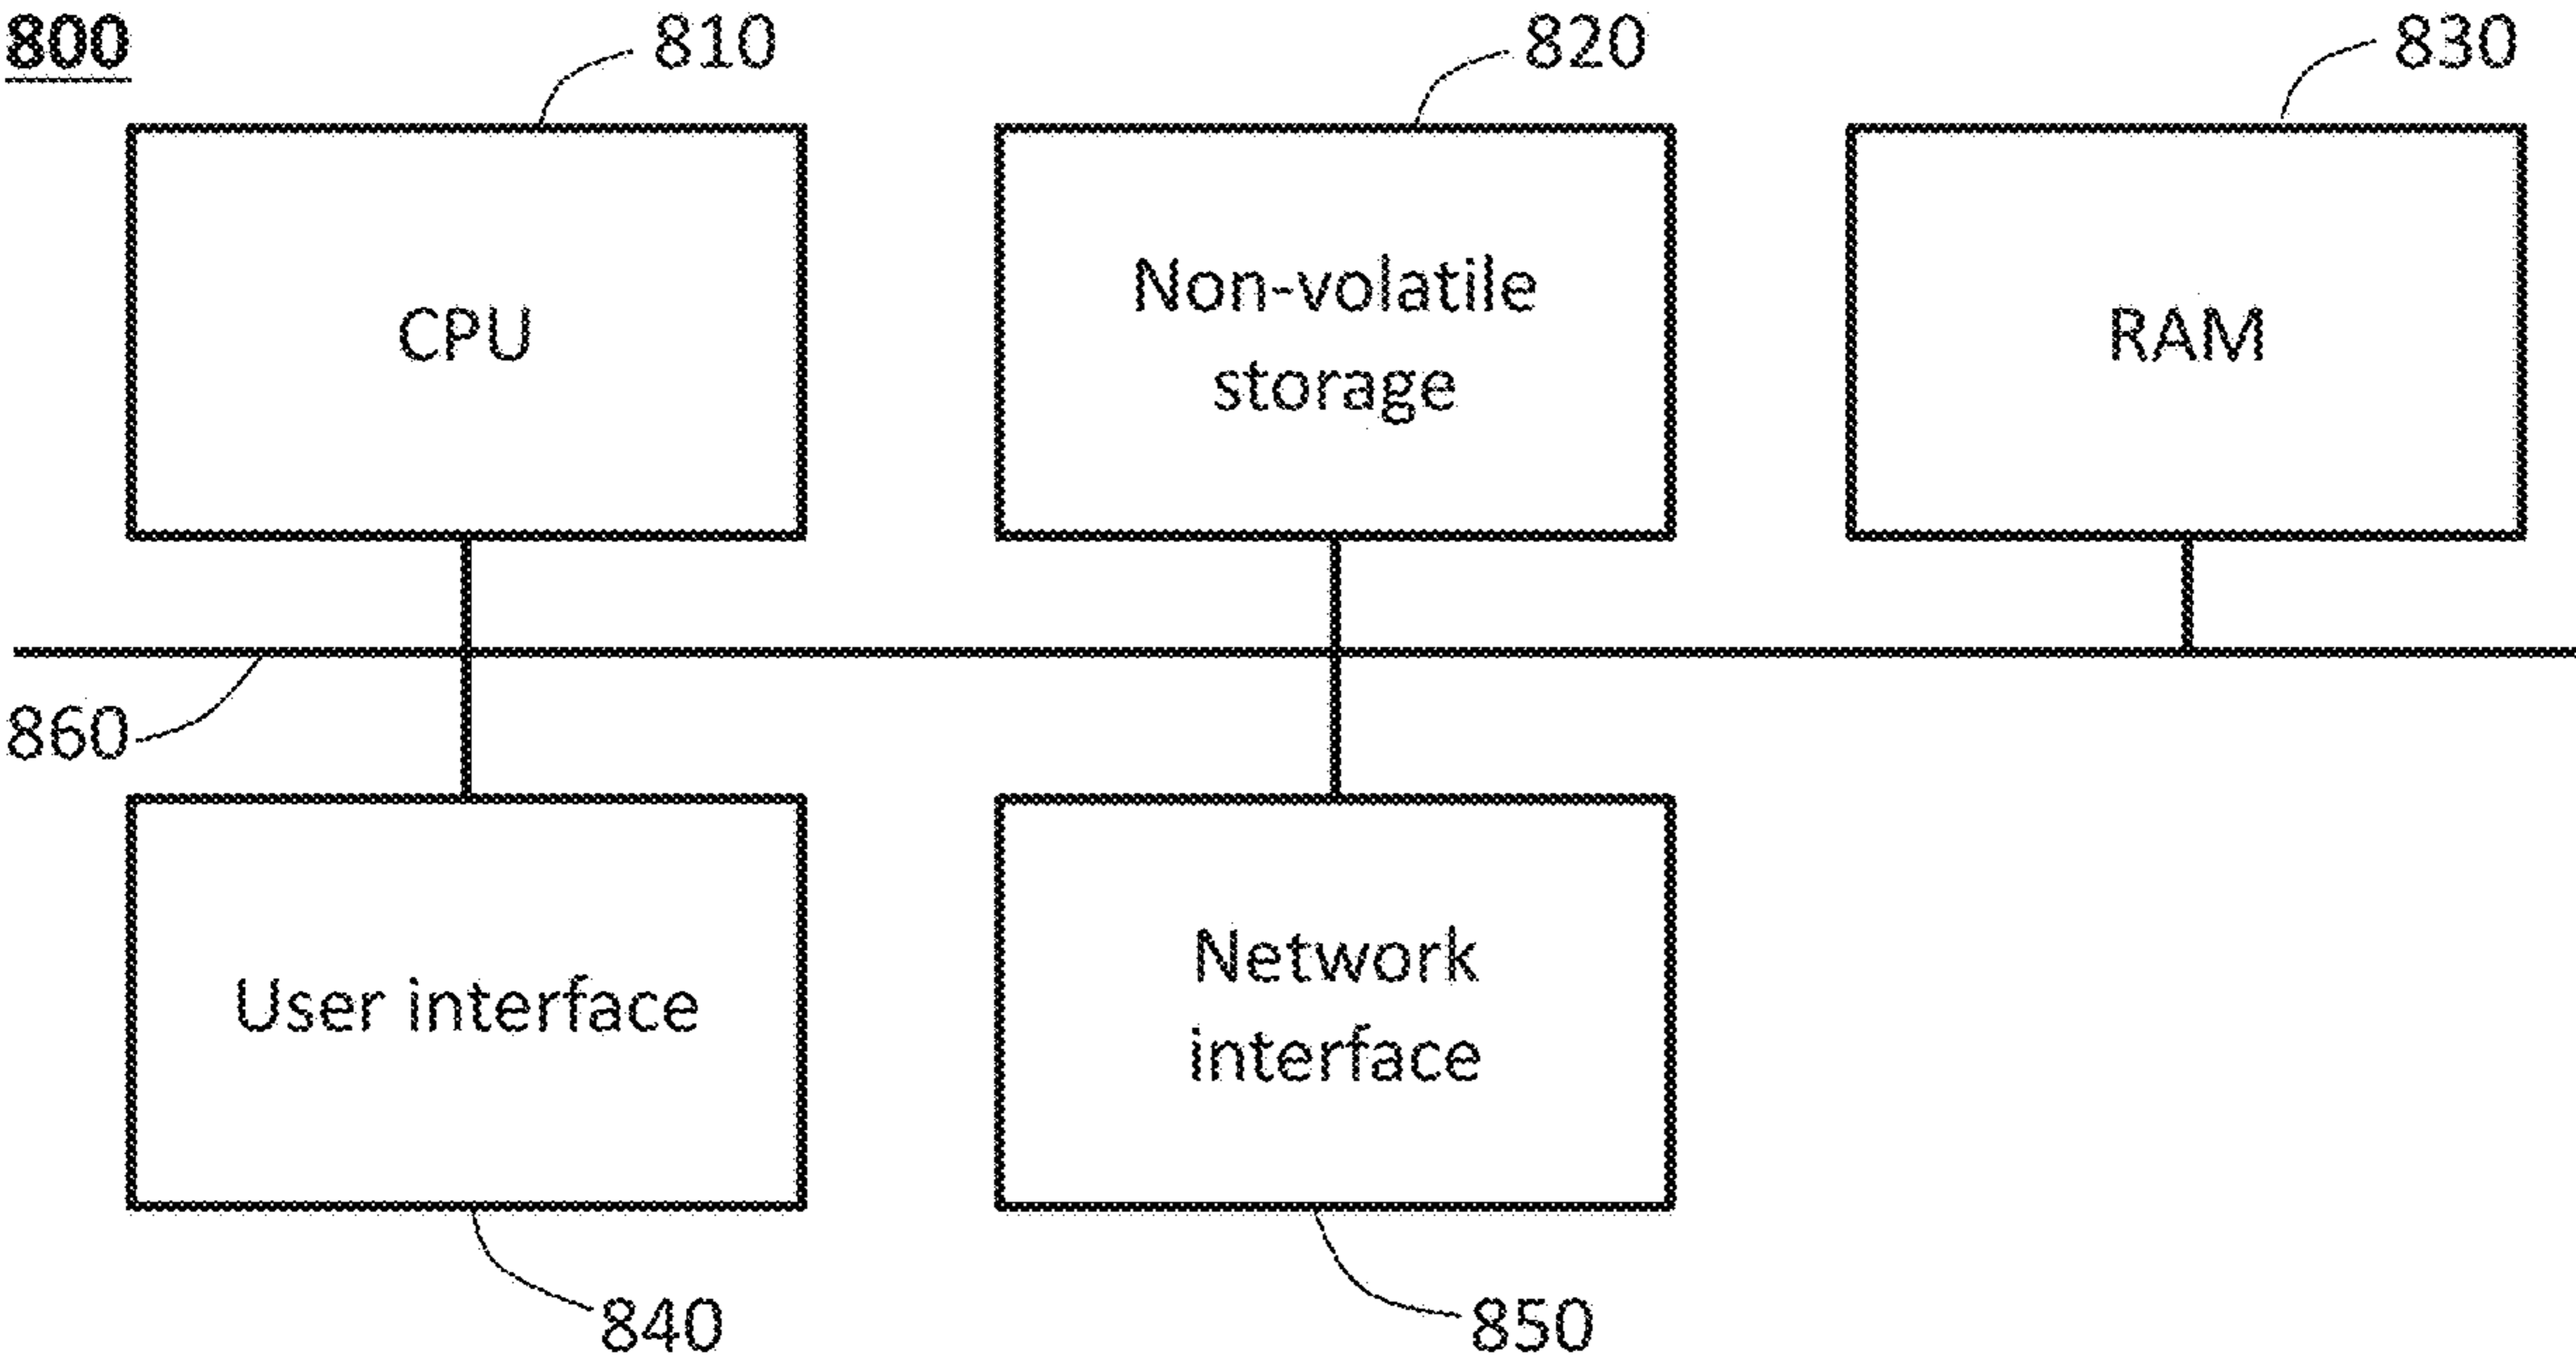 800
810
820
830
CPU
Non-volatile
storage
RAM
860
User interface
Network
interface
840
850